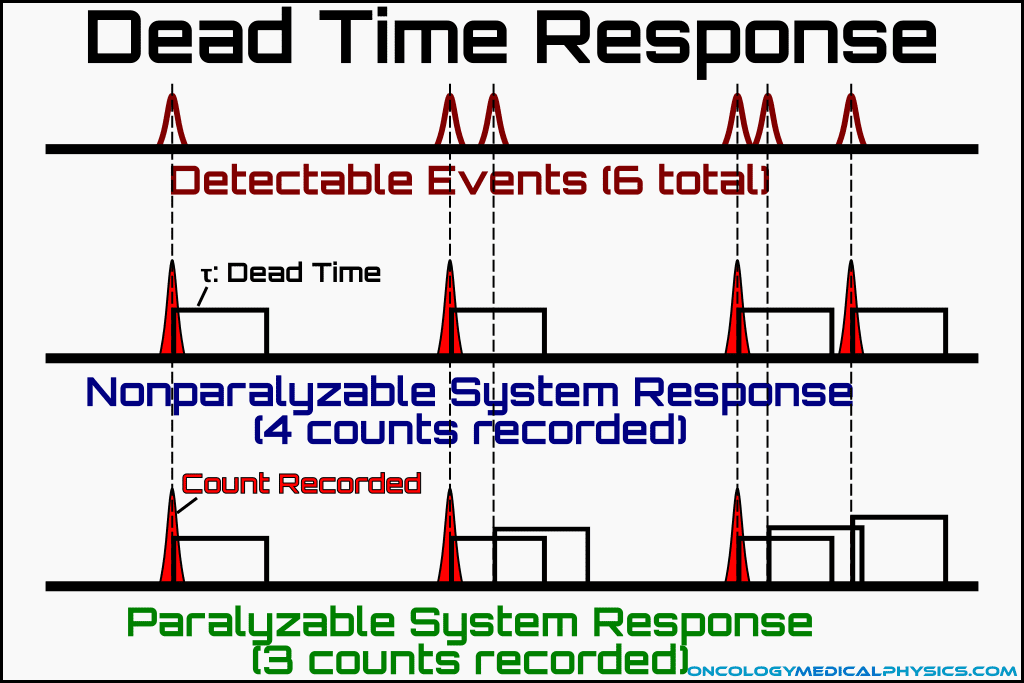 Dead Time Response
Detectable Events (6 total)
τ: Dead Time
Nonparalyzable System Response
(4 counts recorded)
Count Recorded
Paralyzable System Response
(3 counts recorded)
ONCOLOGYMEDICALPHYSICS.COM